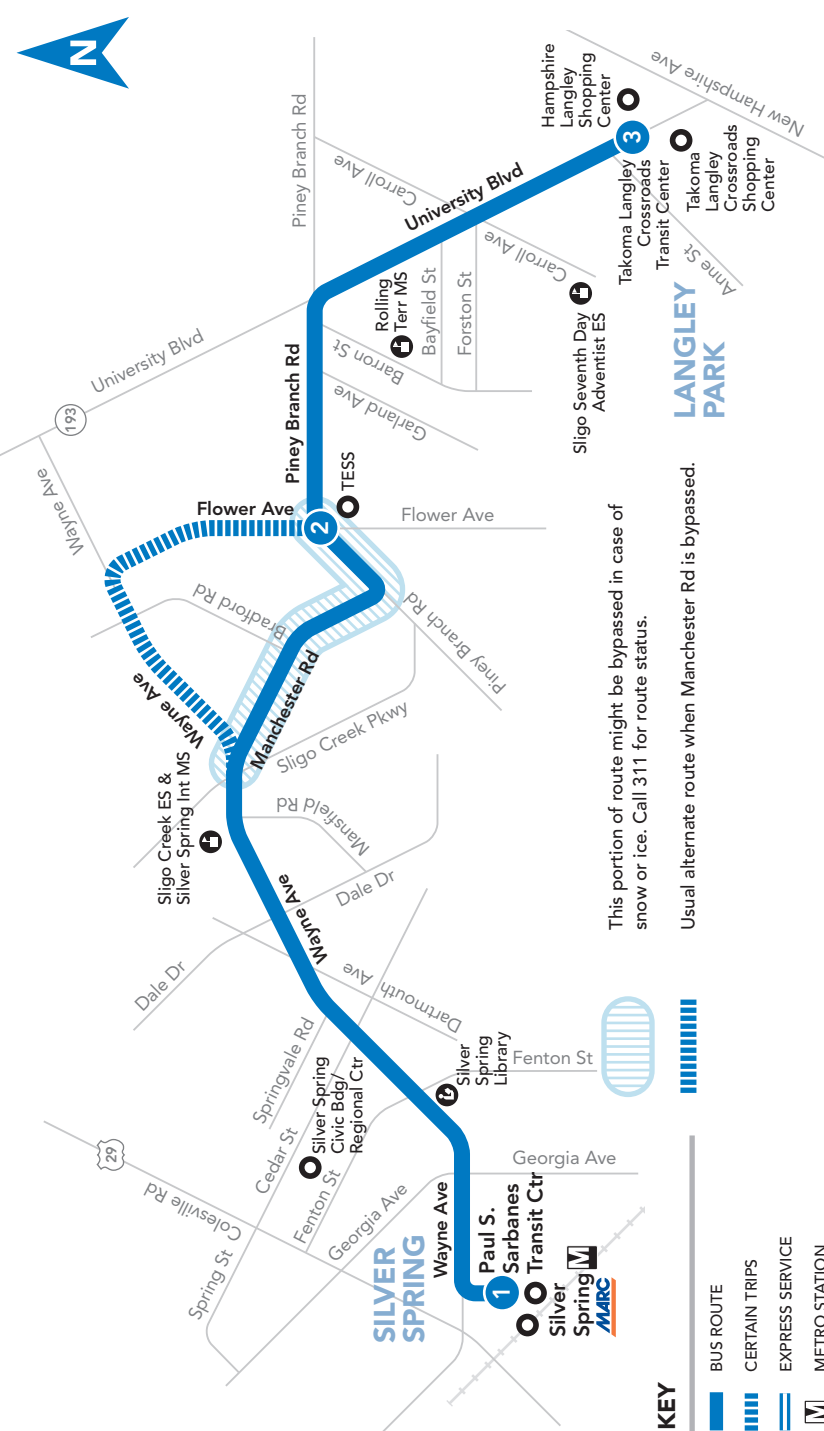 N
Piney Branch Rd
Carroll Ave
University Blvd
Hampshire
Langley
Shopping
Center
New Hampshire Ave
3
Takoma Langley
Crossroads
Transit Center
Takoma
Langley
Crossroads
Shopping
Center
Anne St
Carroll Ave
LANGLEY
PARK
Sligo Seventh Day
Adventist ES
Rolling
Terr MS
Bayfield St
Forston St
Barron St
Garland Ave
University Blvd
193
Piney Branch Rd
Wayne Ave
Flower Ave
2
TESS
Flower Ave
Bradford Rd
Piney Branch Rd
Wayne Ave
Manchester Rd
Sligo Creek Pkwy
Sligo Creek ES &
Silver Spring Int MS
Mansfield Rd
Dale Dr
Dale Dr
Wayne Ave
Dartmouth Ave
Springvale Rd
Silver Spring
Civic Bdg/
Regional Ctr
Silver
Spring
Library
Fenton St
Cedar St
Fenton St
29
Colesville Rd
Spring St
Georgia Ave
Georgia Ave
SILVER
SPRING
Wayne Ave
1
Paul S.
Sarbanes
Transit Ctr
Silver
Spring
M
MARC
This portion of route might be bypassed in case of
snow or ice. Call 311 for route status.
Usual alternate route when Manchester Rd is bypassed.
KEY
BUS ROUTE
CERTAIN TRIPS
EXPRESS SERVICE
M METRO STATION